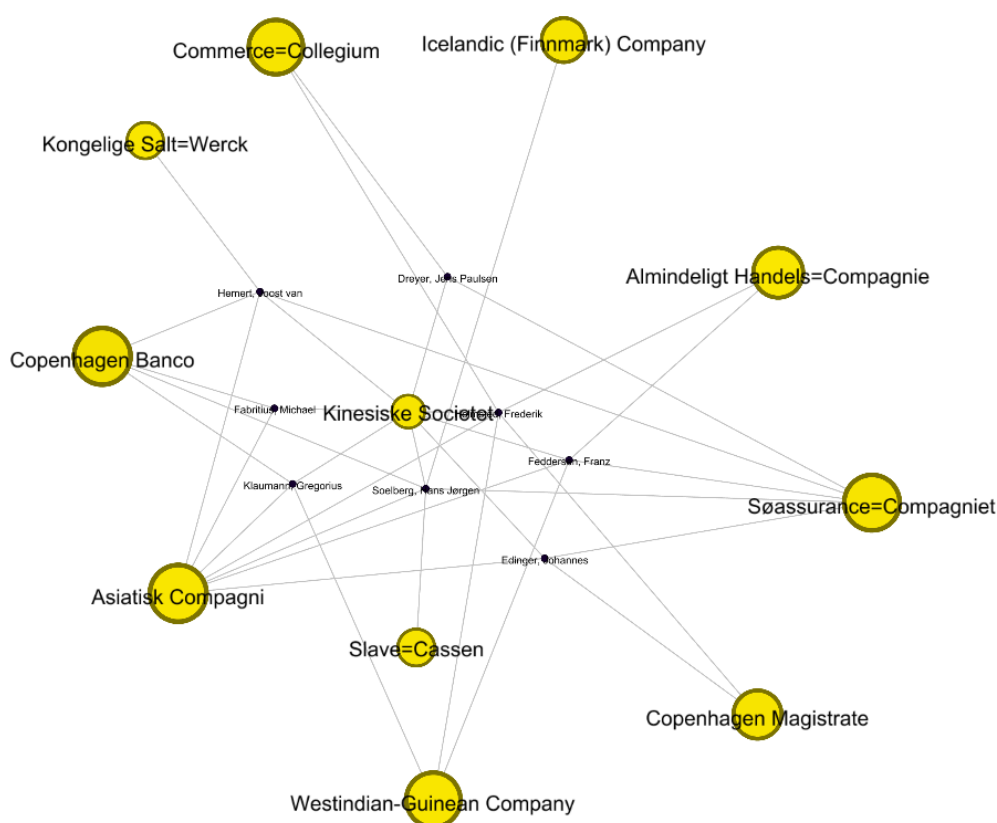 Commerce=Collegium
Icelandic (Finnmark) Company
Kongelige Salt=Werck
Almindeligt Handels=Compagnie
Dreyer, Jens Paulsen
Hemert, Joost van
Copenhagen Banco
Fabritius, Michael
Kinesiske Societet
Frederik
Feddersen, Franz
Klaumann, Gregorius
Soelberg, Hans Jørgen
Søassurance=Compagniet
Edinger, Johannes
Asiatisk Compagni
Slave=Cassen
Copenhagen Magistrate
Westindian-Guinean Company